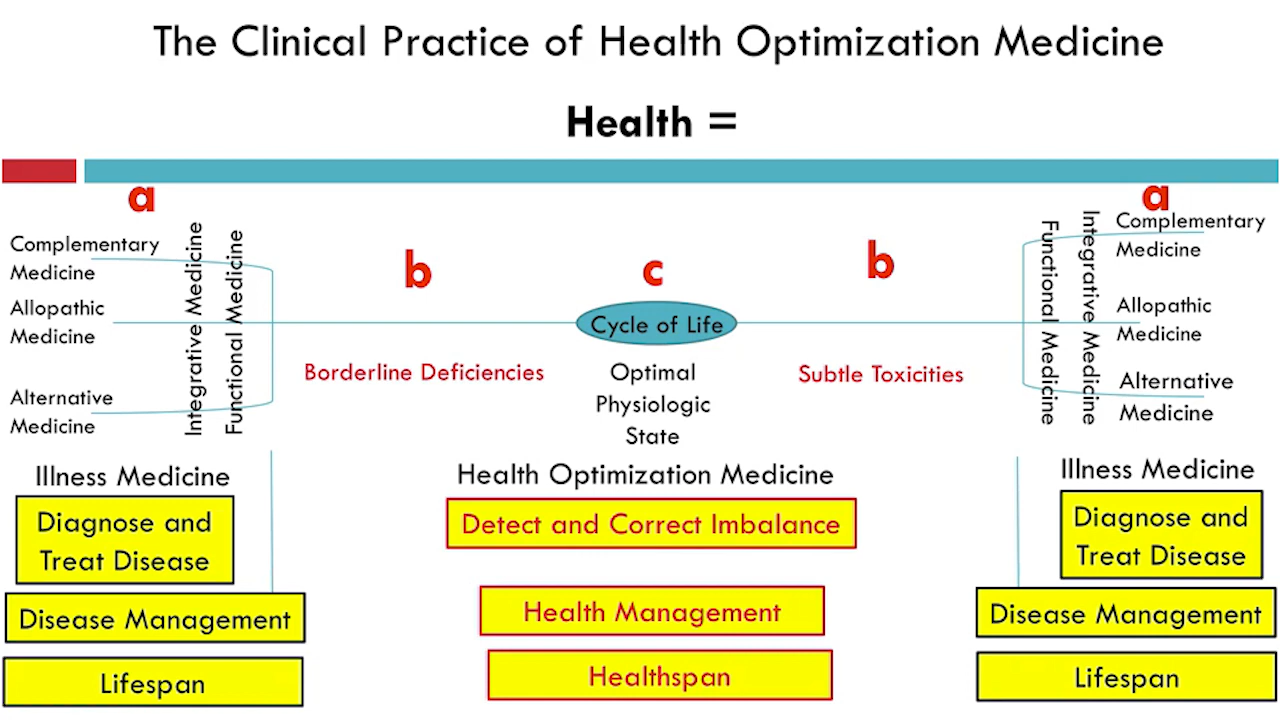 The Clinical Practice of Health Optimization Medicine
Health =
a
a
Complementary
Medicine
Allopathic
Medicine
Alternative
Medicine
Integrative Medicine
Functional Medicine
b
c
b
Cycle of Life
Borderline Deficiencies
Optimal
Physiologic
State
Subtle Toxicities
Functional Medicine
Integrative Medicine
Complementary
Medicine
Allopathic
Medicine
Alternative
Medicine
Illness Medicine
Diagnose and
Treat Disease
Disease Management
Lifespan
Health Optimization Medicine
Detect and Correct Imbalance
Health Management
Healthspan
Illness Medicine
Diagnose and
Treat Disease
Disease Management
Lifespan